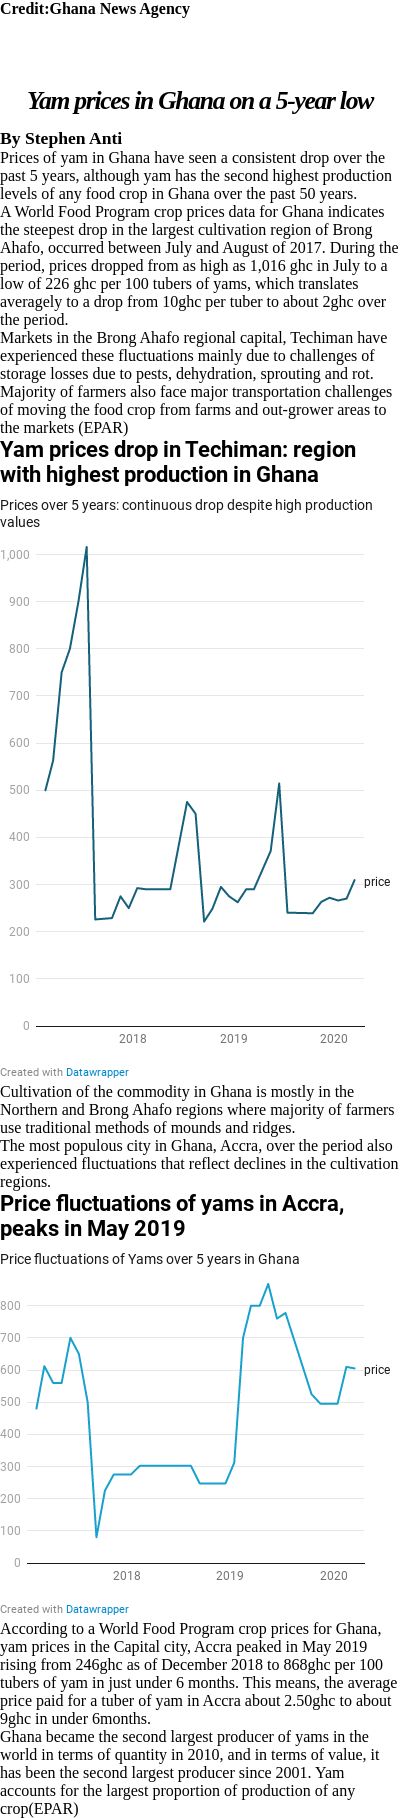 Credit:Ghana News Agency
Yam prices in Ghana on a 5-year low
By Stephen Anti
Prices of yam in Ghana have seen a consistent drop over the
past 5 years, although yam has the second highest production
levels of any food crop in Ghana over the past 50 years.
A World Food Program crop prices data for Ghana indicates
the steepest drop in the largest cultivation region of Brong
Ahafo, occurred between July and August of 2017. During the
period, prices dropped from as high as 1,016 ghc in July to a
low of 226 ghc per 100 tubers of yams, which translates
averagely to a drop from 10ghc per tuber to about 2ghc over
the period.
Markets in the Brong Ahafo regional capital, Techiman have
experienced these fluctuations mainly due to challenges of
storage losses due to pests, dehydration, sprouting and rot.
Majority of farmers also face major transportation challenges
of moving the food crop from farms and out-grower areas to
the markets (EPAR)
Yam prices drop in Techiman: region
with highest production in Ghana
Prices over 5 years: continuous drop despite high production
values
1,000
900
800
700
600
500
400
300
price
200
100
0
2018 2019 2020
Created with Datawrapper
Cultivation of the commodity in Ghana is mostly in the
Northern and Brong Ahafo regions where majority of farmers
use traditional methods of mounds and ridges.
The most populous city in Ghana, Accra, over the period also
experienced fluctuations that reflect declines in the cultivation
regions.
Price fluctuations of yams in Accra,
peaks in May 2019
Price fluctuations of Yams over 5 years in Ghana
800
700
600
price
500
400
300
200
100
0
2018 2019 2020
Created with Datawrapper
According to a World Food Program crop prices for Ghana,
yam prices in the Capital city, Accra peaked in May 2019
rising from 246ghc as of December 2018 to 868ghc per 100
tubers of yam in just under 6 months. This means, the average
price paid for a tuber of yam in Accra about 2.50ghc to about
9ghc in under 6months.
Ghana became the second largest producer of yams in the
world in terms of quantity in 2010, and in terms of value, it
has been the second largest producer since 2001. Yam
accounts for the largest proportion of production of any
crop(EPAR)